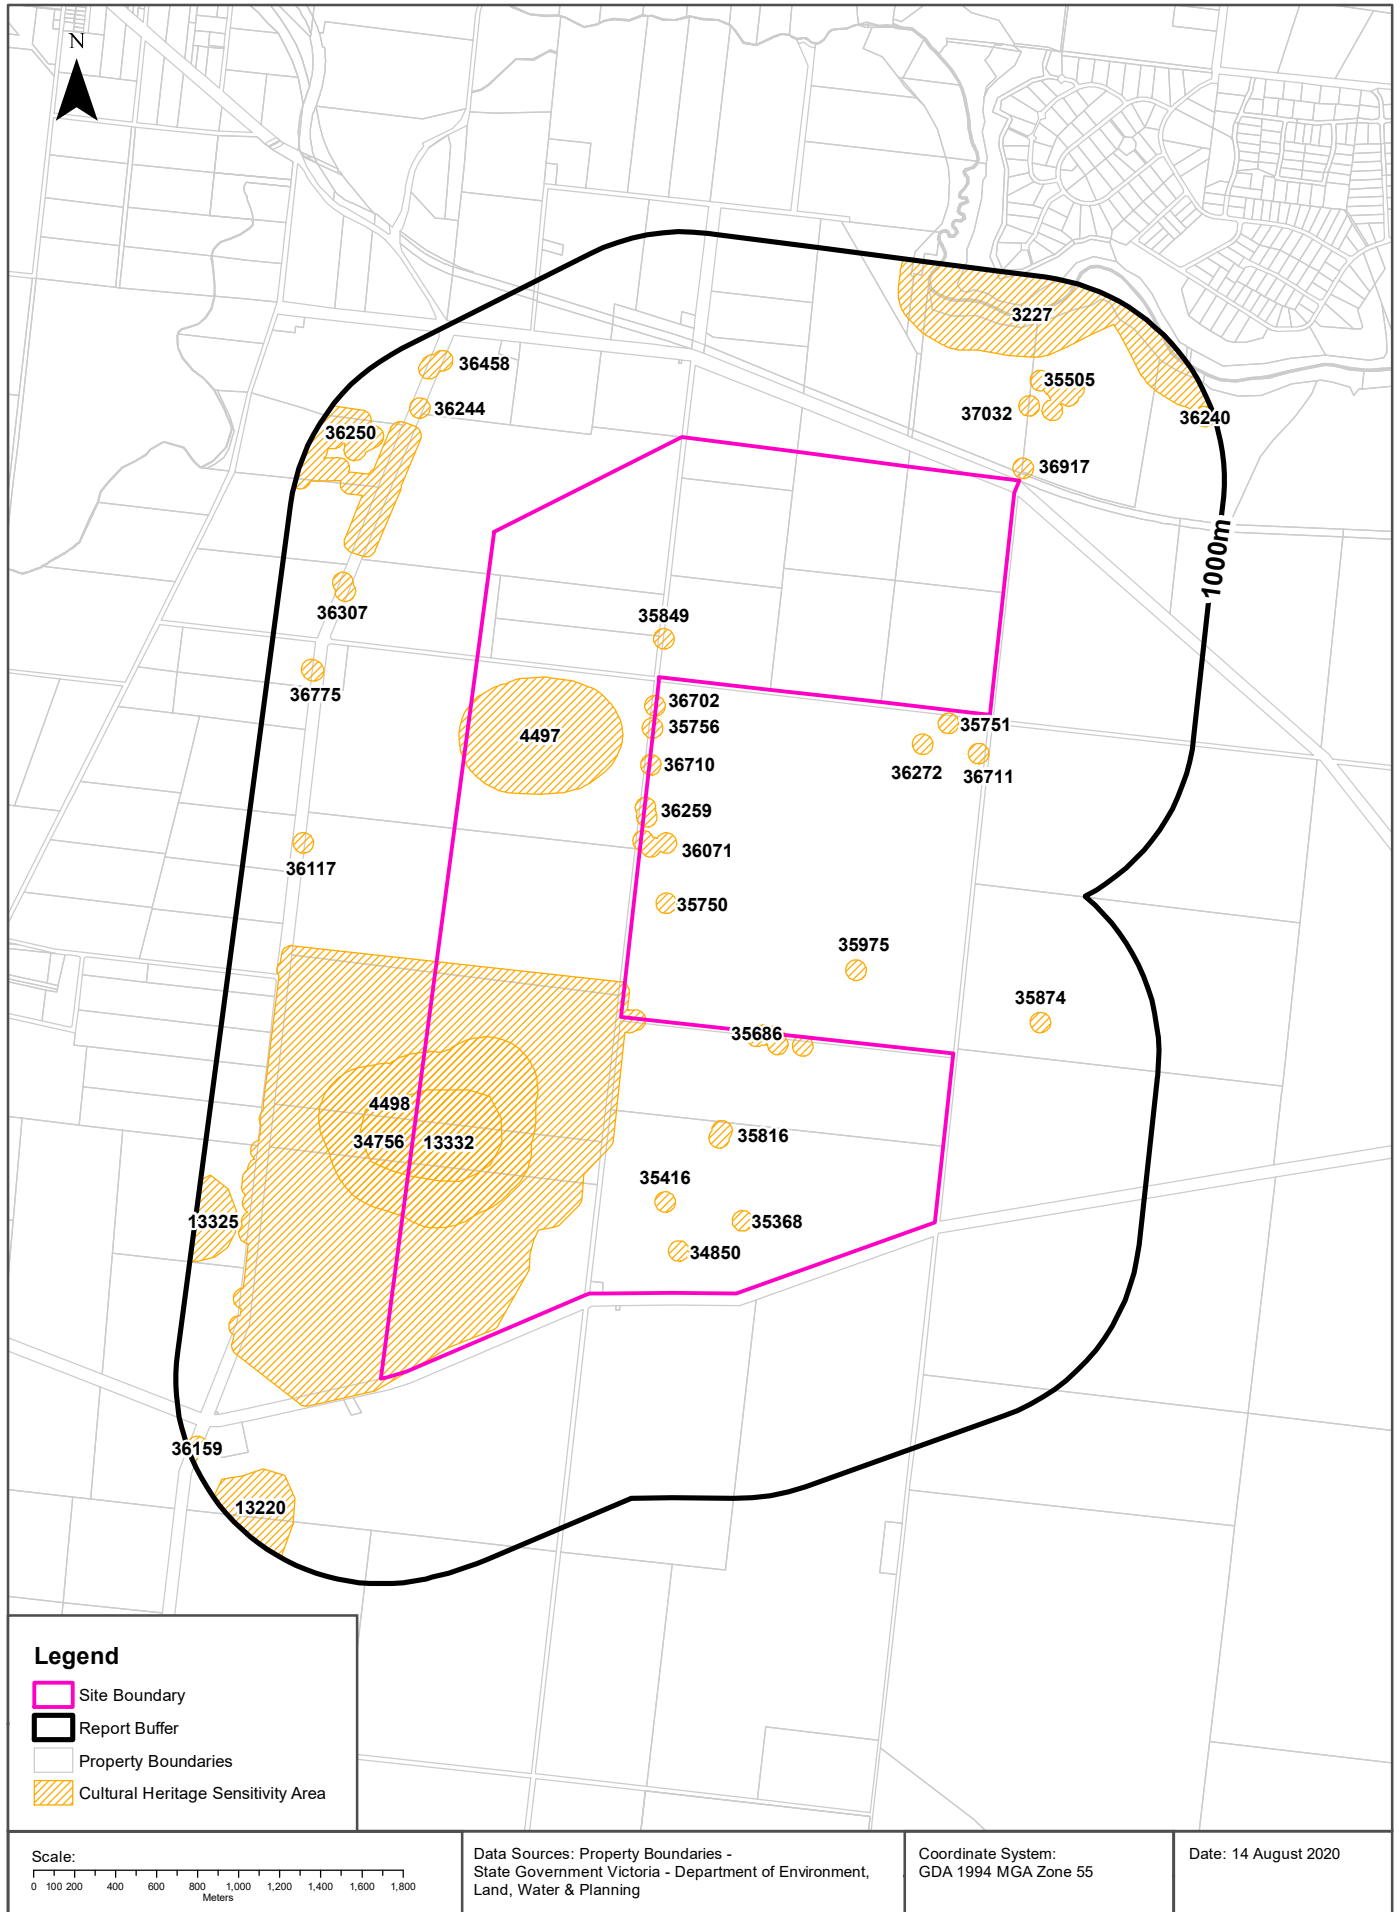 N
3227
36458
35505
36244
37032
36240
36250
36917
1000m
36307
35849
36775
36702
35756
35751
4497
36272
36710
36711
36259
36071
36117
35750
35975
35874
35686
4498
34756
13332
35816
35416
13325
35368
34850
36159
13220
Legend
Site Boundary
Report Buffer
Property Boundaries
Cultural Heritage Sensitivity Area
Scale:
0 100 200 400 600 800 1,000 1,200 1,400 1,600 1,800
Meters
Data Sources: Property Boundaries -
State Government Victoria - Department of Environment,
Land, Water & Planning
Coordinate System:
GDA 1994 MGA Zone 55
Date: 14 August 2020